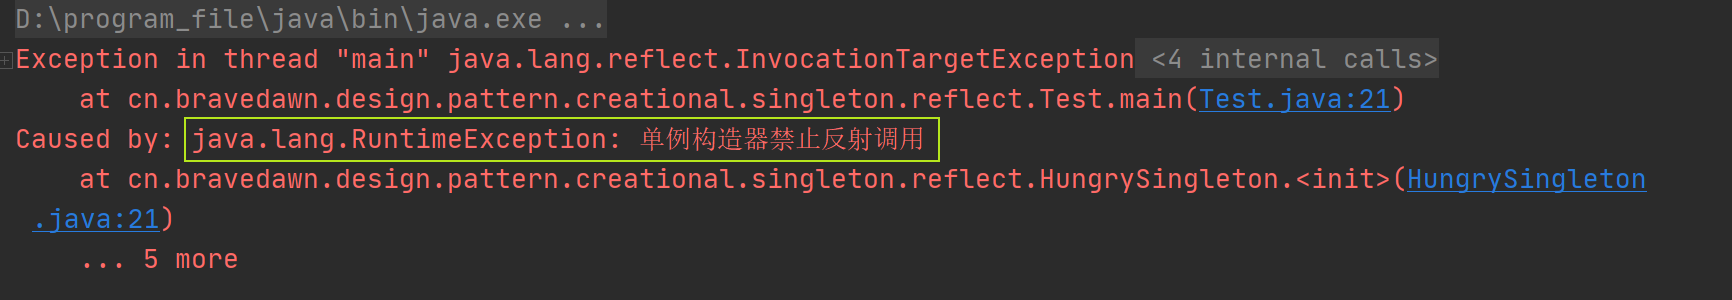 D:\program_file\java\bin\java.exe ...
Exception in thread "main" java.lang.reflect.InvocationTargetException <4 internal calls>
at cn.bravedawn.design.pattern.creational.singleton.reflect.Test.main(Test.java:21)
Caused by: java.lang.RuntimeException: 单例构造器禁止反射调用
at cn.bravedawn.design.pattern.creational.singleton.reflect.HungrySingleton.<init>(HungrySingleton
.java:21)
... 5 more